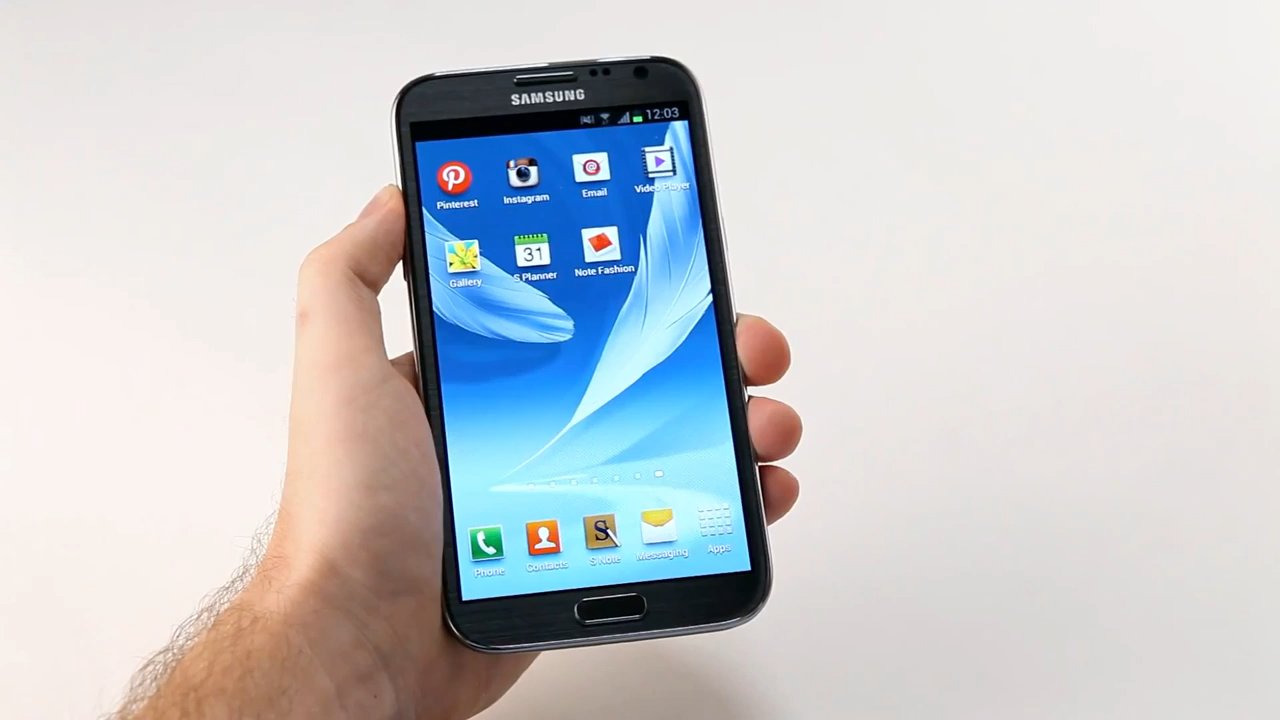 SAMSUNG
12:03
Pinterest
Instagram
Email
Video Player
Gallery
31
S Planner
Note Fashion
Phone
Contacts
S
S Note
Messaging
Apps